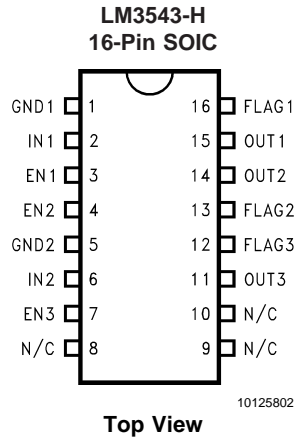 LM3543-H
16-Pin SOIC
GND1 1 16 FLAG1
IN1 2 15 OUT1
EN1 3 14 OUT2
EN2 4 13 FLAG2
GND2 5 12 FLAG3
IN2 6 11 OUT3
EN3 7 10 N/C
N/C 8 9 N/C
10125802
Top View